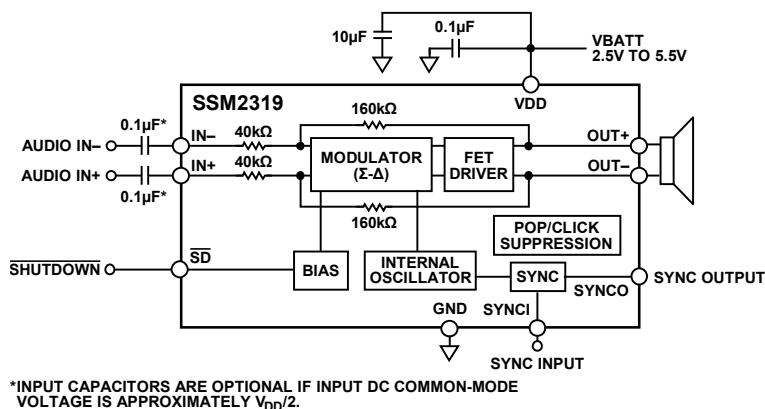 10µF
0.1µF
VBATT
2.5V TO 5.5V
SSM2319
VDD
160kΩ
0.1µF*
IN–
40kΩ
OUT+
AUDIO IN–
MODULATOR
(Σ-Δ)
FET
DRIVER
IN+
40kΩ
OUT–
AUDIO IN+
0.1µF*
160kΩ
POP/CLICK
SUPPRESSION
SHUTDOWN
SD
BIAS
INTERNAL
OSCILLATOR
SYNC
SYNCO
SYNC OUTPUT
GND
SYNCI
SYNC INPUT
*INPUT CAPACITORS ARE OPTIONAL IF INPUT DC COMMON-MODE
VOLTAGE IS APPROXIMATELY VDD/2.